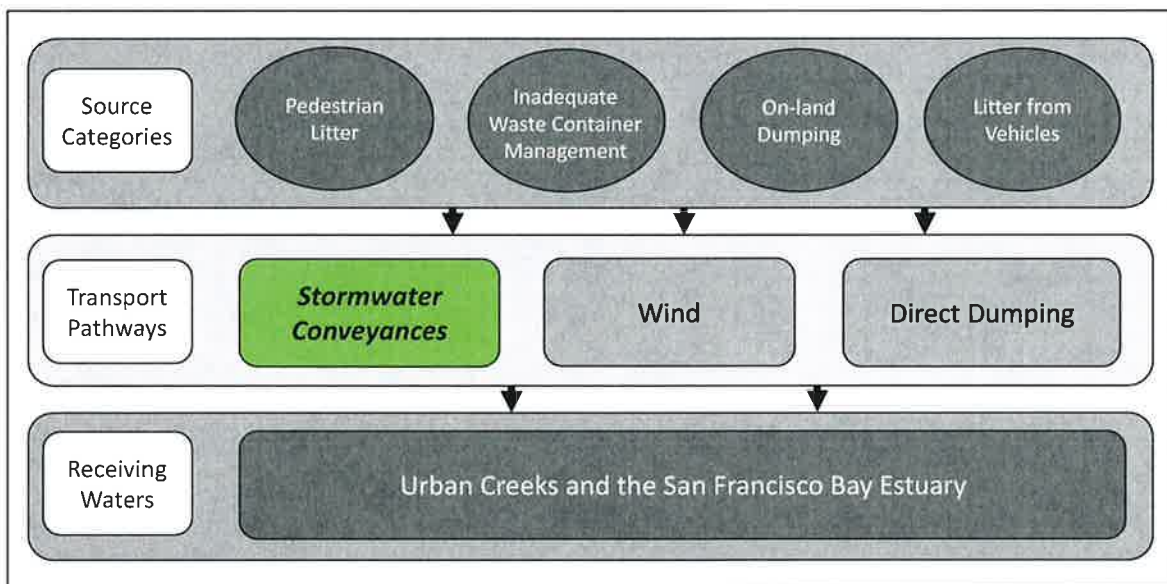 Source
Categories
Pedestrian
Litter
Inadequate
Waste Container
Management
On-land
Dumping
Litter from
Vehicles
Transport
Pathways
Stormwater
Conveyances
Wind
Direct Dumping
Receiving
Waters
Urban Creeks and the San Francisco Bay Estuary